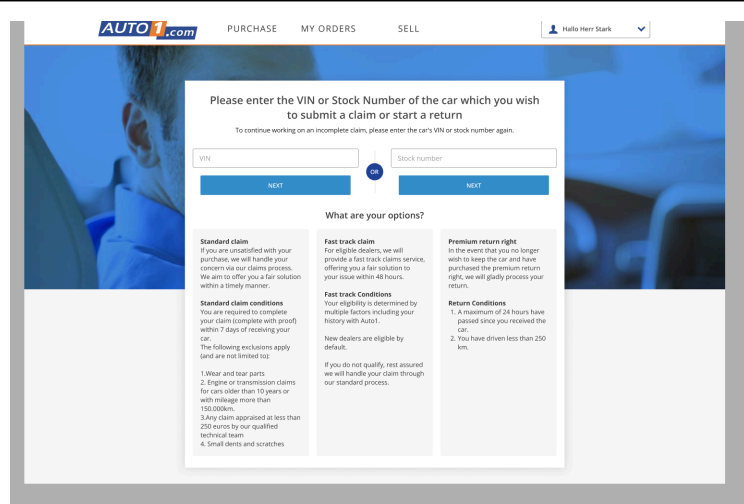 AUTO1.com
PURCHASE
MY ORDERS
SELL
Hallo Herr Stark
Please enter the VIN or Stock Number of the car which you wish
to submit a claim or start a return
To continue working on an incomplete claim, please enter the car's VIN or stock number again.
VIN
NEXT
OR
Stock number
NEXT
What are your options?
Standard claim
If you are unsatisfied with your
purchase, we will handle your
concern via our claims process.
We aim to offer you a fair solution
within a timely manner.
Standard claim conditions
You are required to complete
your claim (complete with proof)
within 7 days of receiving your
car.
The following exclusions apply
(and are not limited to):
1.Wear and tear parts
2. Engine or transmission claims
for cars older than 10 years or
with mileage more than
150.000km.
3.Any claim appraised at less than
250 euros by our qualified
technical team
4. Small dents and scratches
Fast track claim
For eligible dealers, we will
provide a fast track claims service,
offering you a fair solution to
your issue within 48 hours.
Fast track Conditions
Your eligibility is determined by
multiple factors including your
history with Auto1.
New dealers are eligible by
default.
If you do not qualify, rest assured
we will handle your claim through
our standard process.
Premium return right
In the event that you no longer
wish to keep the car and have
purchased the premium return
right, we will gladly process your
return.
Return Conditions
1. A maximum of 24 hours have
passed since you received the
car.
2. You have driven less than 250
km.